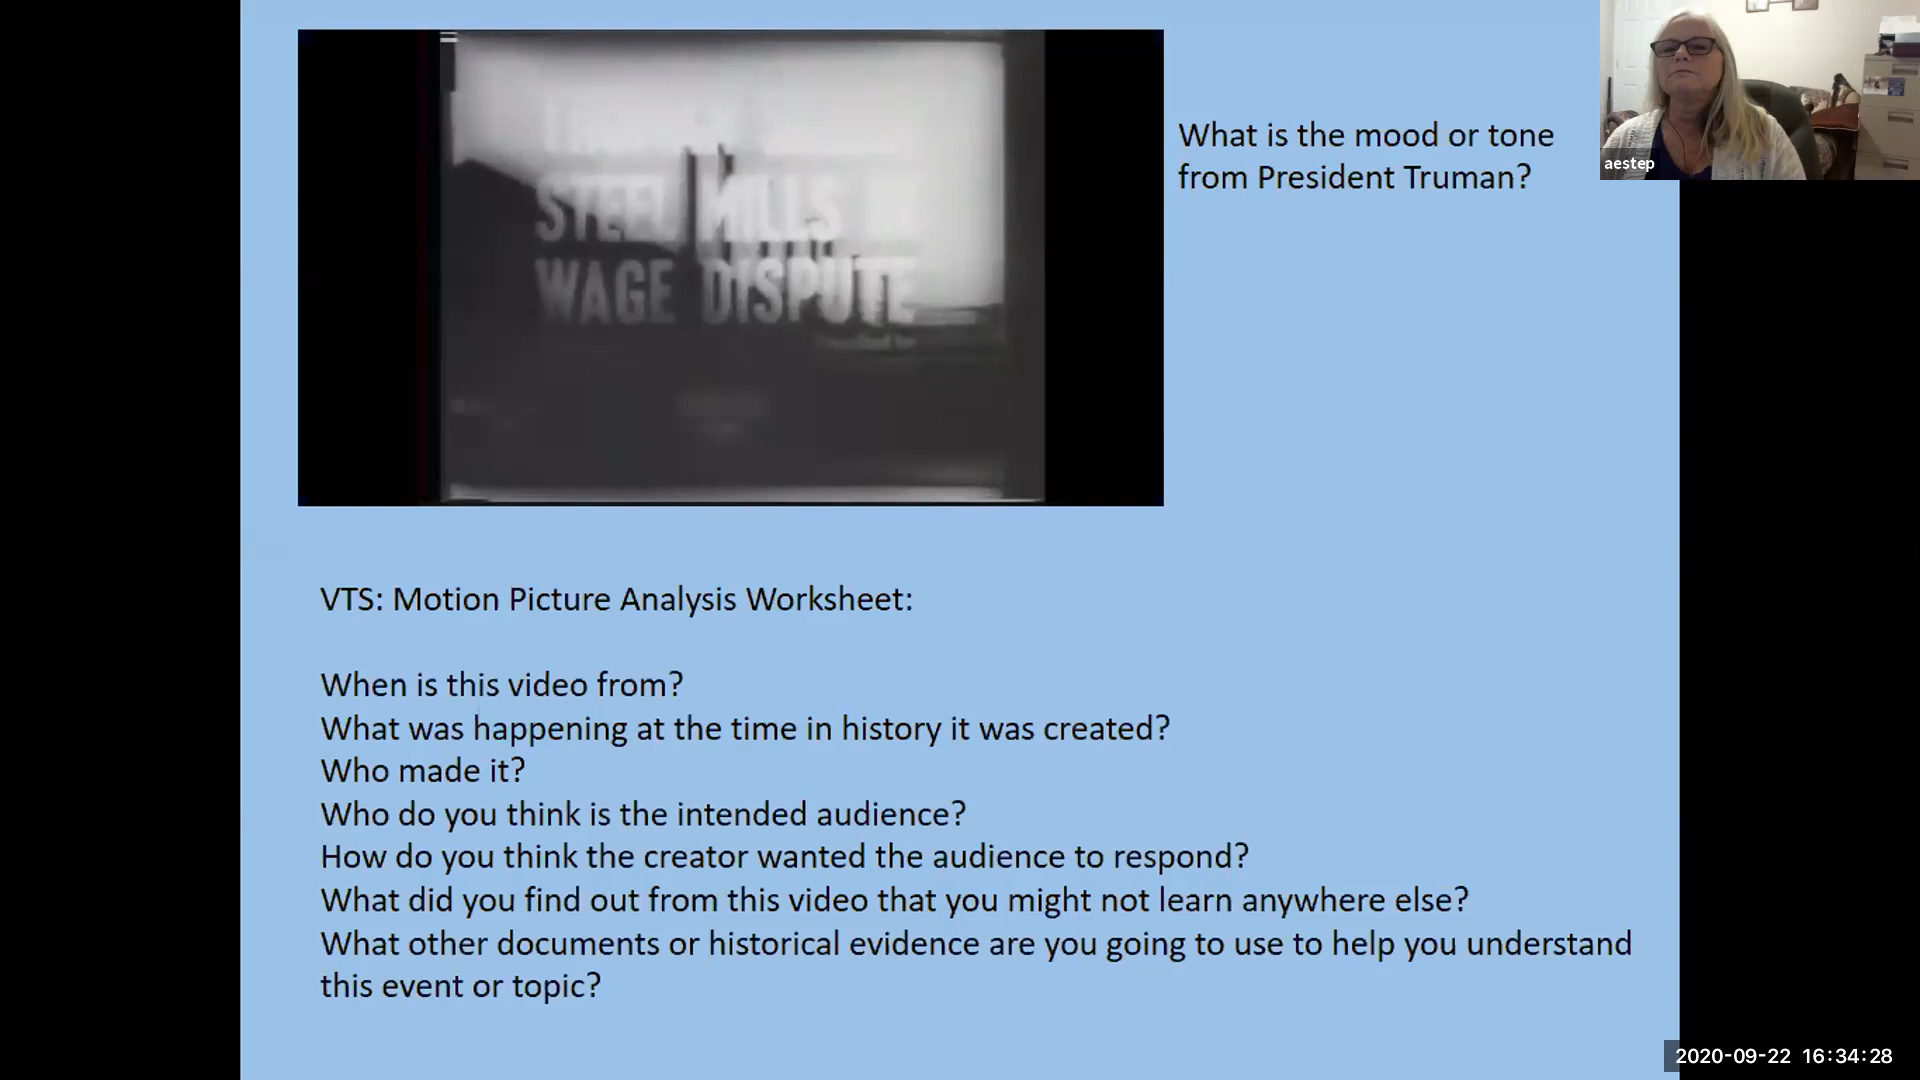 STEEL MILLS IN
WAGE DISPUTE
What is the mood or tone
from President Truman?
aestep
VTS: Motion Picture Analysis Worksheet:
When is this video from?
What was happening at the time in history it was created?
Who made it?
Who do you think is the intended audience?
How do you think the creator wanted the audience to respond?
What did you find out from this video that you might not learn anywhere else?
What other documents or historical evidence are you going to use to help you understand
this event or topic?
2020-09-22 16:34:28